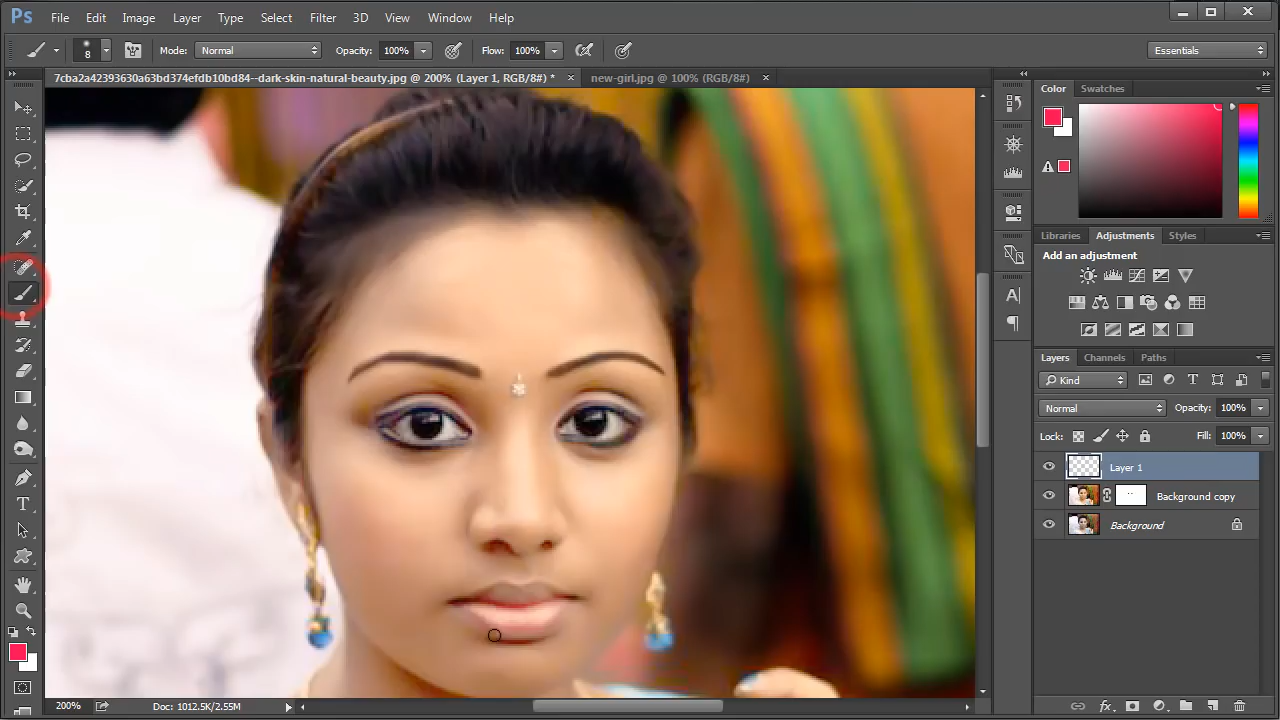 Ps File Edit Image Layer Type Select Filter 3D View Window Help
8 Mode: Normal Opacity: 100% Flow: 100% Essentials
7cba2a42393630a63bd374efdb10bd84--dark-skin-natural-beauty.jpg @ 200% (Layer 1, RGB/8#) * × new-girl.jpg @ 100% (RGB/8#) ×
Color Swatches
Libraries Adjustments Styles
Add an adjustment
Layers Channels Paths
Kind
Normal Opacity: 100%
Lock: Fill: 100%
Layer 1
Background copy
Background
200% Doc: 1012.5K/2.55M